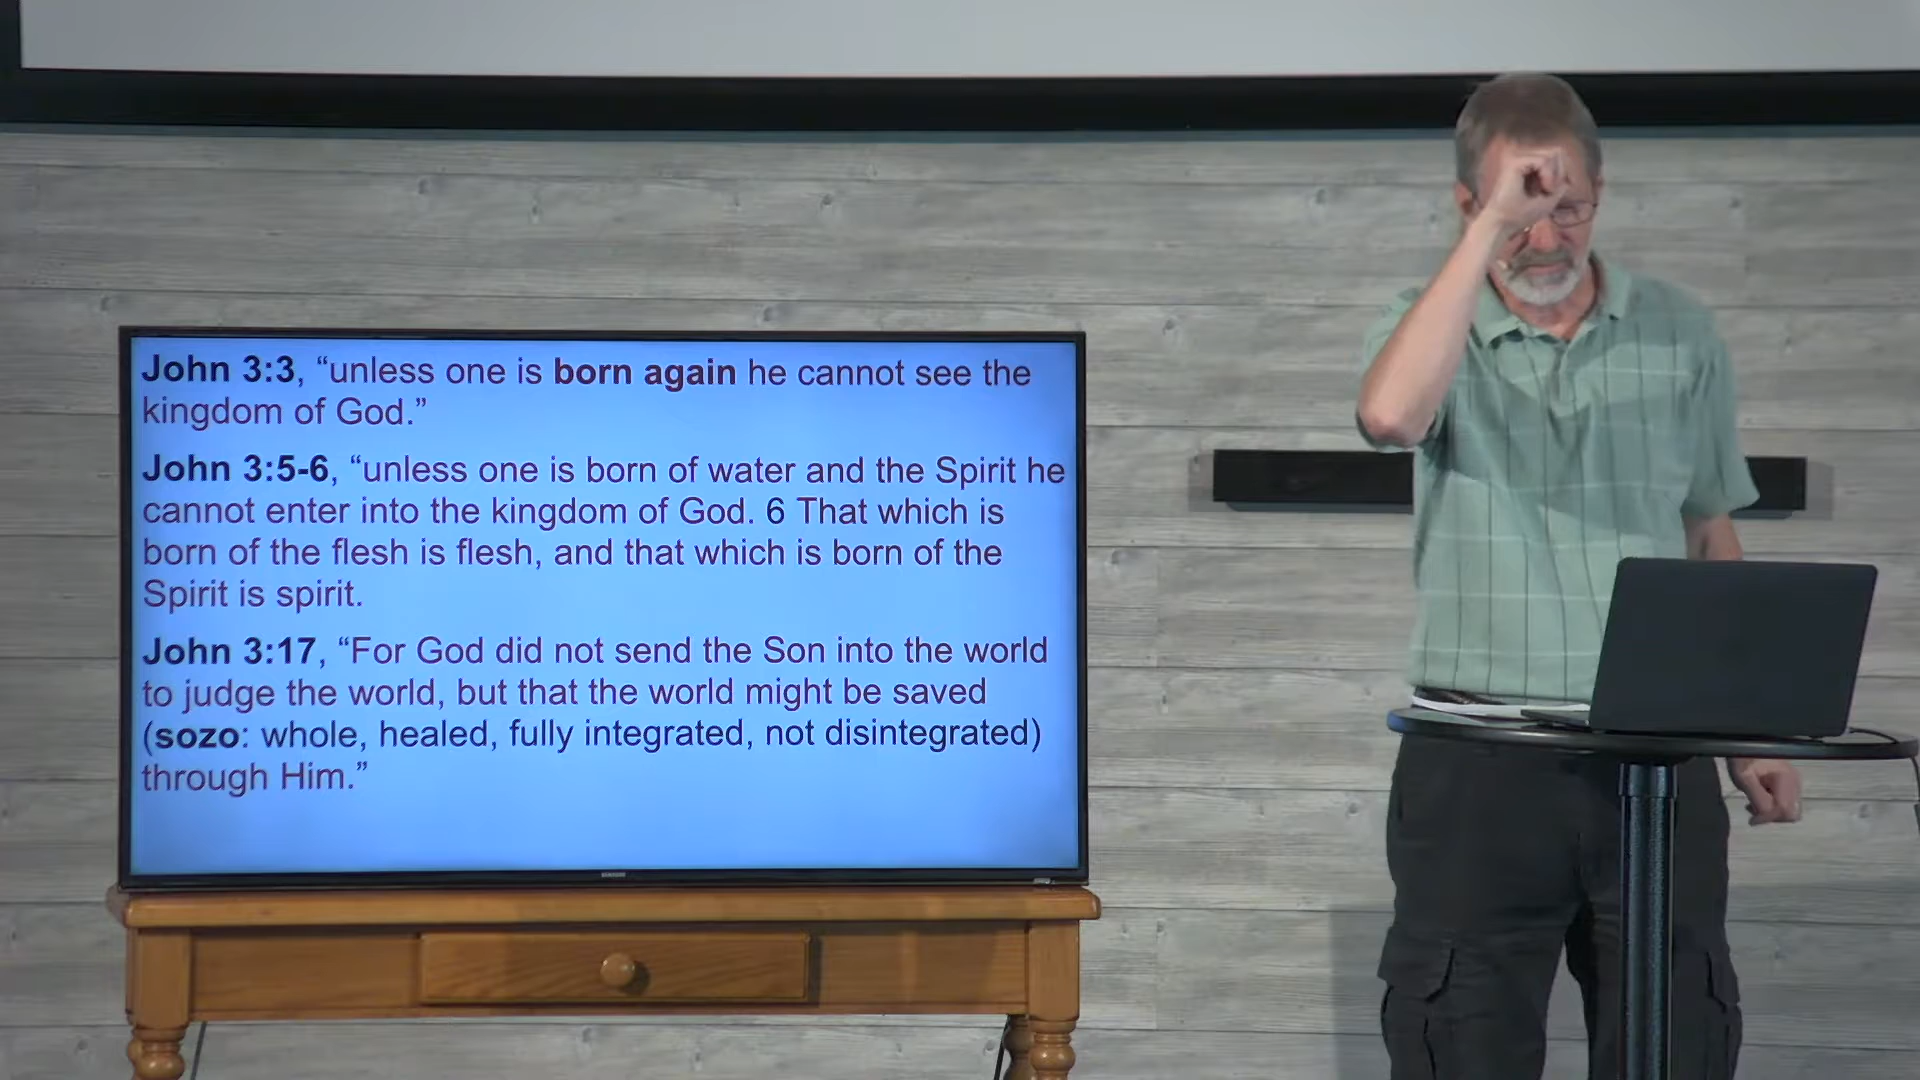 John 3:3, “unless one is born again he cannot see the
kingdom of God.”
John 3:5-6, “unless one is born of water and the Spirit he
cannot enter into the kingdom of God. 6 That which is
born of the flesh is flesh, and that which is born of the
Spirit is spirit.
John 3:17, “For God did not send the Son into the world
to judge the world, but that the world might be saved
(sozo: whole, healed, fully integrated, not disintegrated)
through Him.”